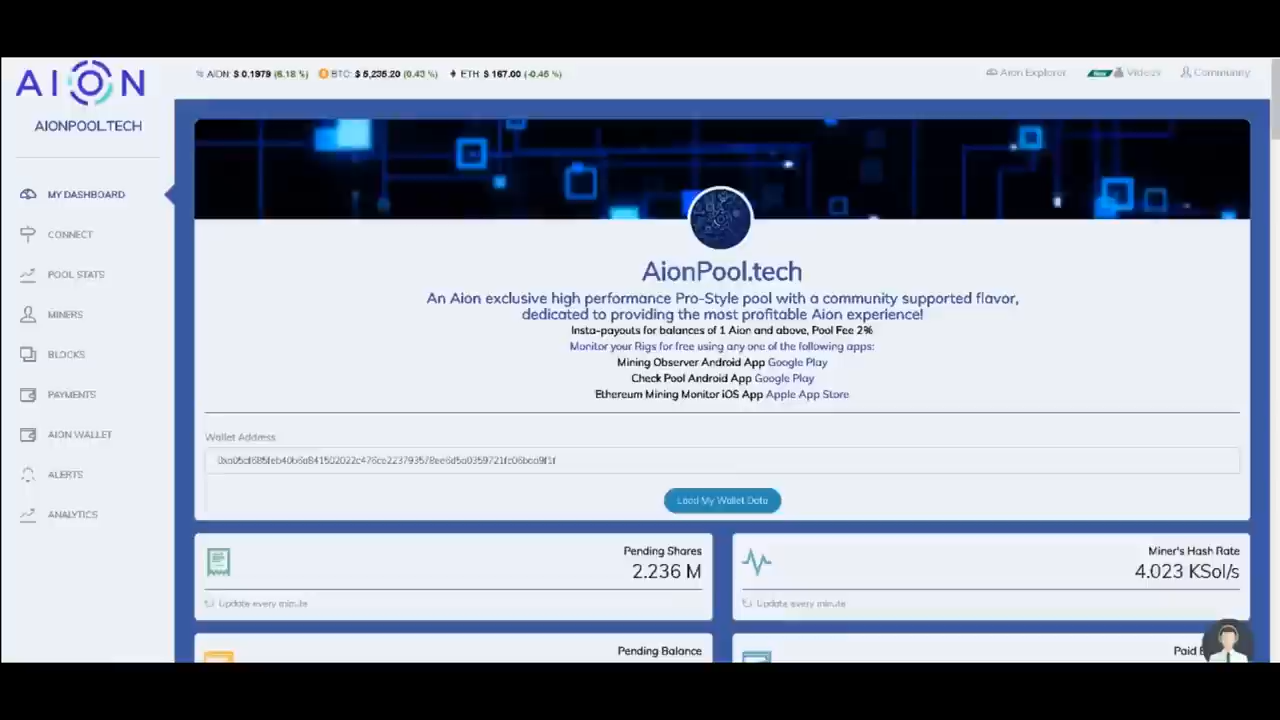 AION
AIONPOOL.TECH
AION: $ 0.1979 (6.18 %) BTC: $ 5,235.20 (0.43 %) ETH: $ 167.00 (-0.46 %)
Aion Explorer New Videos Community
MY DASHBOARD
CONNECT
POOL STATS
MINERS
BLOCKS
PAYMENTS
AION WALLET
ALERTS
ANALYTICS
AionPool.tech
An Aion exclusive high performance Pro-Style pool with a community supported flavor,
dedicated to providing the most profitable Aion experience!
Insta-payouts for balances of 1 Aion and above, Pool Fee 2%
Monitor your Rigs for free using any one of the following apps:
Mining Observer Android App Google Play
Check Pool Android App Google Play
Ethereum Mining Monitor iOS App Apple App Store
Wallet Address
Load My Wallet Data
Pending Shares
2.236 M
Update every minute
Miner's Hash Rate
4.023 KSol/s
Update every minute
Pending Balance
Paid